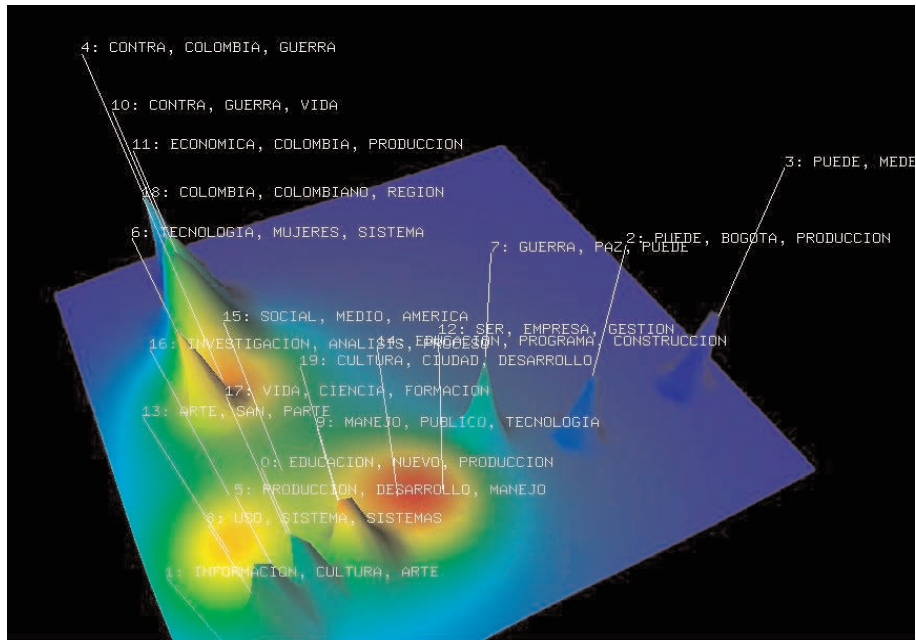 4: CONTRA, COLOMBIA, GUERRA
10: CONTRA, GUERRA, VIDA
11: ECONOMICA, COLOMBIA, PRODUCCION
3: PUEDE, MEDE
18: COLOMBIA, COLOMBIANO, REGION
6: TECNOLOGIA, MUJERES, SISTEMA
2: PUEDE, BOGOTA, PRODUCCION
7: GUERRA, PAZ, PUEDE
15: SOCIAL, MEDIO, AMERICA
12: SER, EMPRESA, GESTION
14: EDUCACION, PROGRAMA, CONSTRUCCION
16: INVESTIGACION, ANALISIS, PROCESO
19: CULTURA, CIUDAD, DESARROLLO
17: VIDA, CIENCIA, FORMACION
13: ARTE, SAN, PARTE
9: MANEJO, PUBLICO, TECNOLOGIA
0: EDUCACION, NUEVO, PRODUCCION
5: PRODUCCION, DESARROLLO, MANEJO
8: USO, SISTEMA, SISTEMAS
1: INFORMACION, CULTURA, ARTE